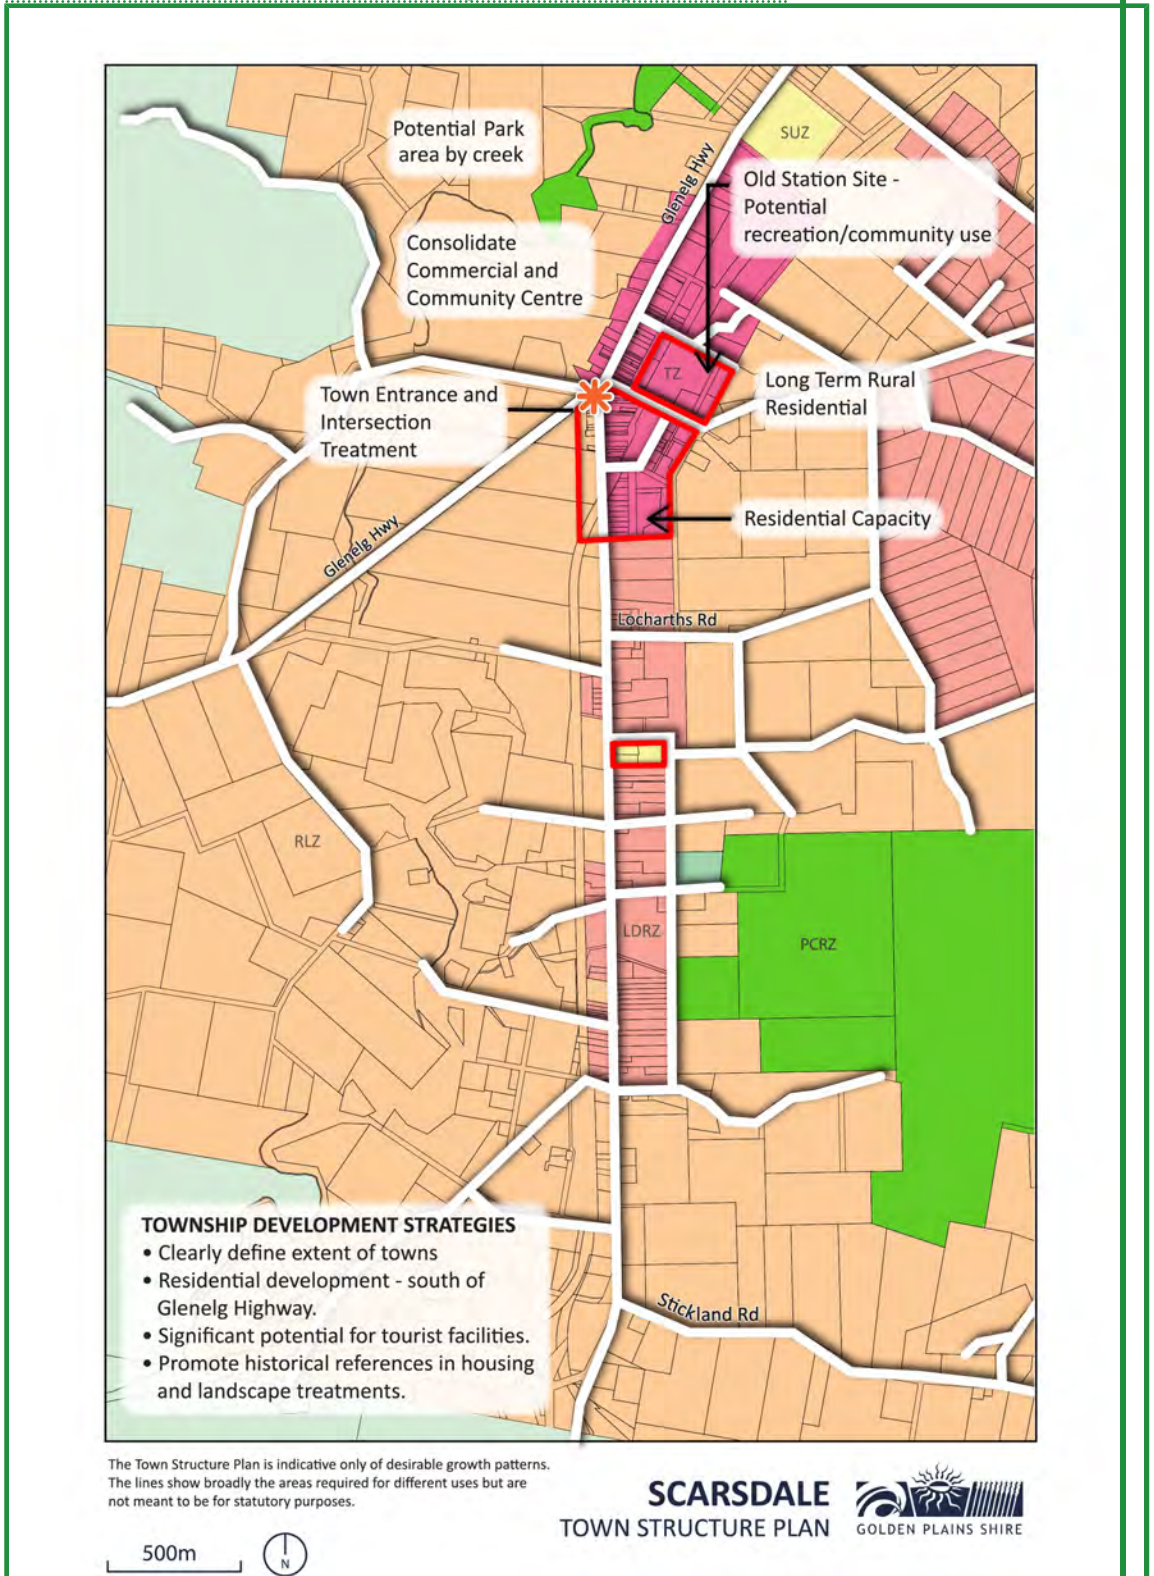 Potential Park
area by creek
SUZ
Glenelg Hwy
Old Station Site -
Potential
recreation/community use
Consolidate
Commercial and
Community Centre
TZ
Long Term Rural
Residential
Town Entrance and
Intersection
Treatment
Residential Capacity
Glenelg Hwy
Locharths Rd
RLZ
LDRZ
PCRZ
TOWNSHIP DEVELOPMENT STRATEGIES
• Clearly define extent of towns
• Residential development - south of
Glenelg Highway.
• Significant potential for tourist facilities.
• Promote historical references in housing
and landscape treatments.
Stickland Rd
The Town Structure Plan is indicative only of desirable growth patterns.
The lines show broadly the areas required for different uses but are
not meant to be for statutory purposes.
500m
N
SCARSDALE
TOWN STRUCTURE PLAN
GOLDEN PLAINS SHIRE